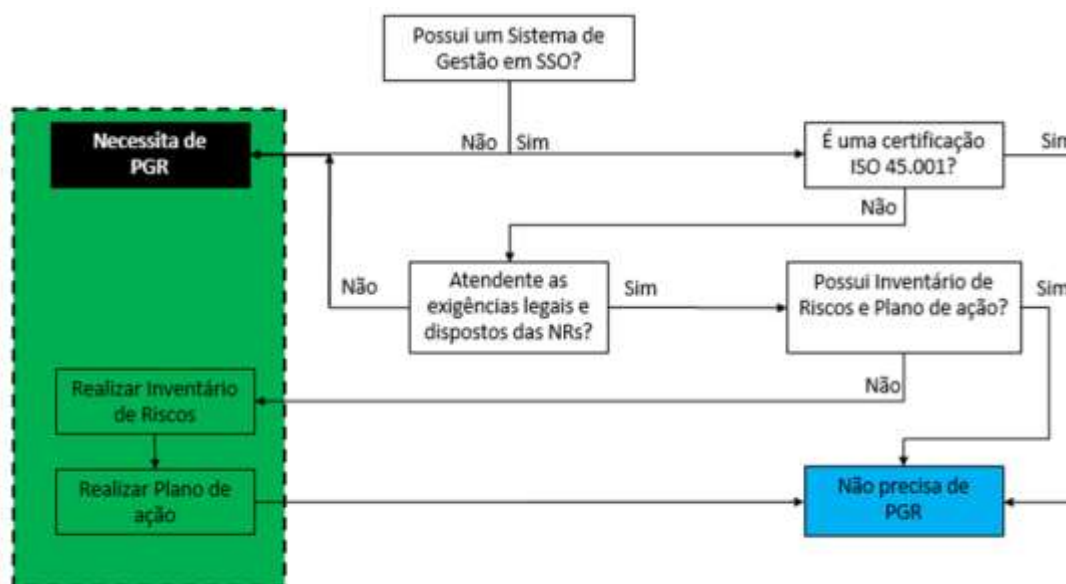 Possui um Sistema de
Gestão em SSO?
Necessita de
PGR
Não
Sim
É uma certificação
ISO 45.001?
Sim
Não
Não
Atendente as
exigências legais e
dispostos das NRs?
Sim
Possui Inventário de
Riscos e Plano de ação?
Sim
Realizar Inventário
de Riscos
Não
Realizar Plano de
ação
Não precisa de
PGR